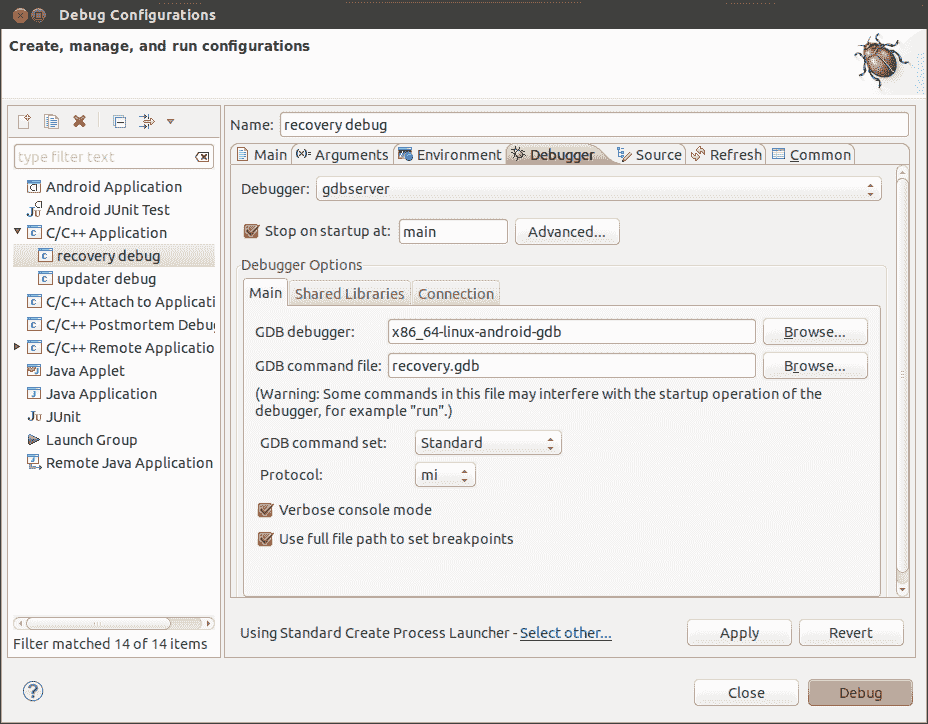 Debug Configurations
Create, manage, and run configurations
type filter text
Android Application
Ju Android JUnit Test
C/C++ Application
recovery debug
updater debug
C/C++ Attach to Applicati
C/C++ Postmortem Debu
C/C++ Remote Applicatio
Java Applet
Java Application
Ju JUnit
Launch Group
Remote Java Application
Filter matched 14 of 14 items
Name: recovery debug
Main (x)= Arguments Environment Debugger Source Refresh Common
Debugger: gdbserver
Stop on startup at: main Advanced...
Debugger Options
Main Shared Libraries Connection
GDB debugger: x86_64-linux-android-gdb Browse...
GDB command file: recovery.gdb Browse...
(Warning: Some commands in this file may interfere with the startup operation of the
debugger, for example "run".)
GDB command set: Standard
Protocol: mi
Verbose console mode
Use full file path to set breakpoints
Using Standard Create Process Launcher - Select other... Apply Revert
? Close Debug